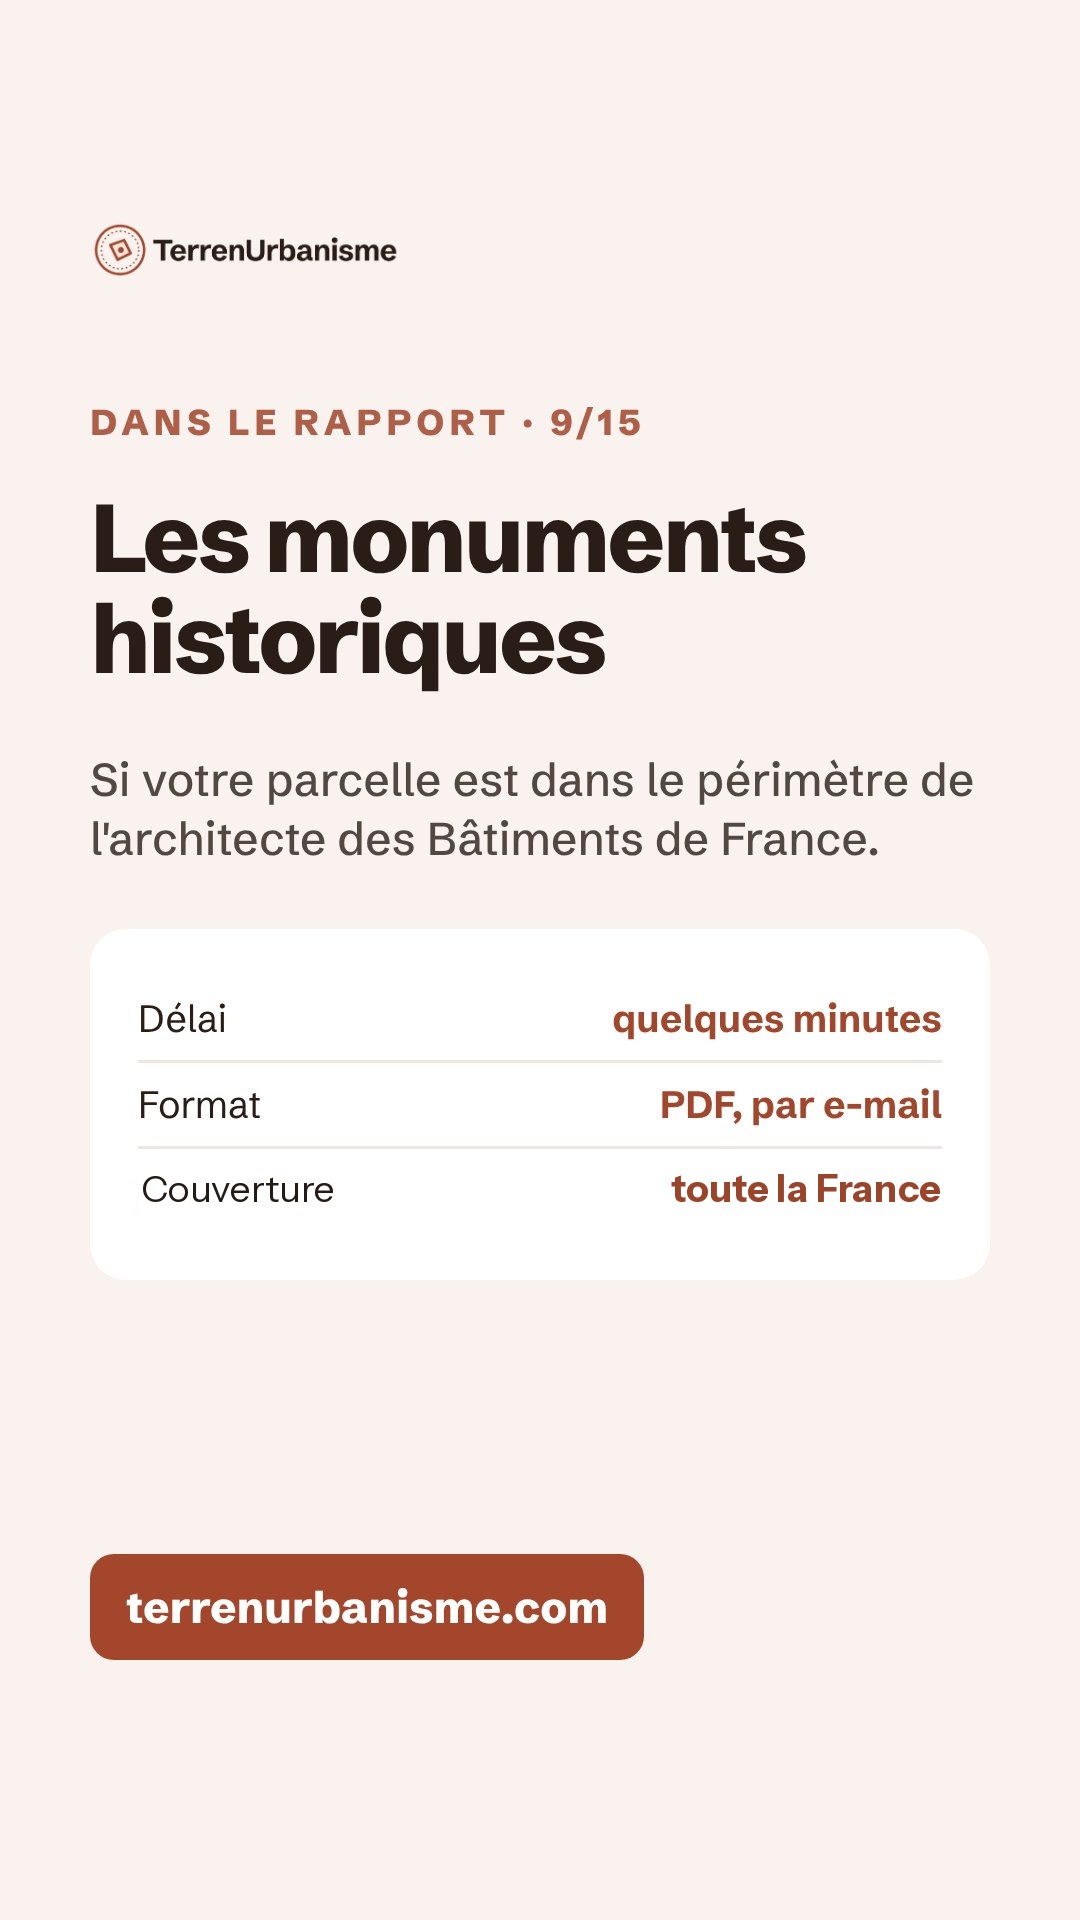 TerrenUrbanisme
DANS LE RAPPORT · 9/15
Les monuments
historiques
Si votre parcelle est dans le périmètre de
l'architecte des Bâtiments de France.
Délai quelques minutes
Format PDF, par e-mail
Couverture toute la France
terrenurbanisme.com